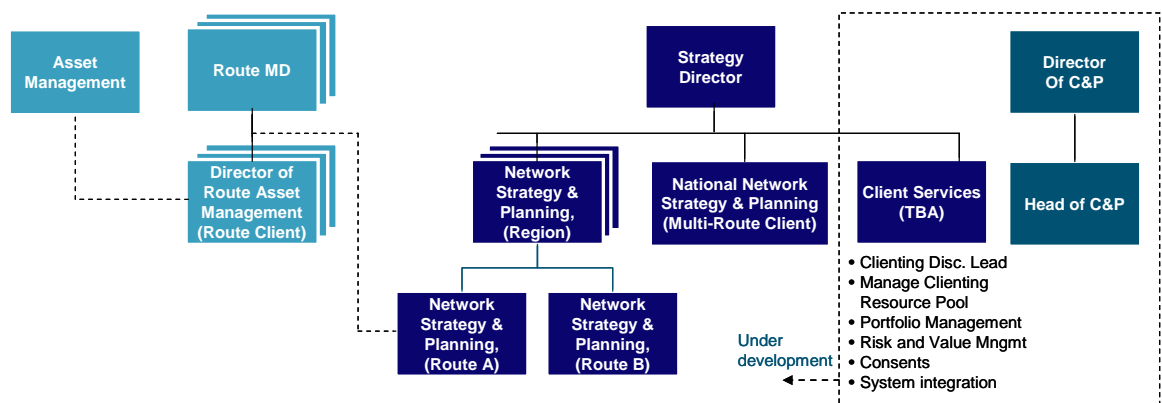 Asset
Management
Route MD
Strategy
Director
Director
Of C&P
Director of
Route Asset
Management
(Route Client)
Network
Strategy &
Planning,
(Region)
National Network
Strategy & Planning
(Multi-Route Client)
Client Services
(TBA)
Head of C&P
Network
Strategy &
Planning,
(Route A)
Network
Strategy &
Planning,
(Route B)
Under
development
• Clienting Disc. Lead
• Manage Clienting
Resource Pool
• Portfolio Management
• Risk and Value Mngmt
• Consents
• System integration